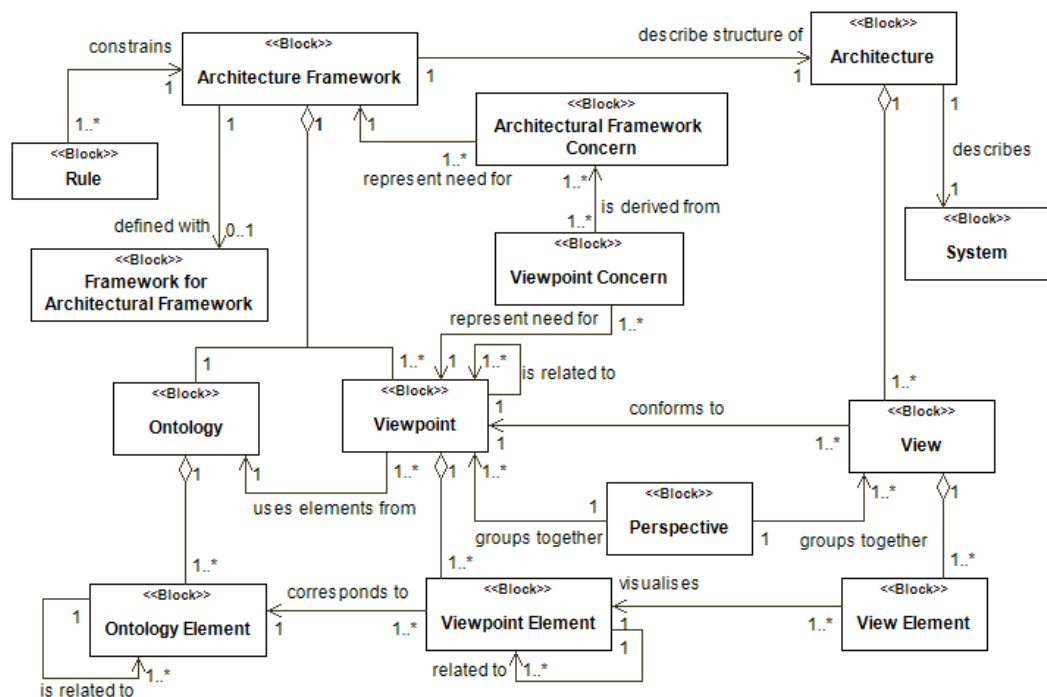 <<Block>>
Architecture Framework
<<Block>>
Architecture
constrains
1
1..*
1
describe structure of
1
<<Block>>
Rule
<<Block>>
Architectural Framework
Concern
1
1..*
represent need for
1
1
1
1
describes
1
1..*
is derived from
1..*
<<Block>>
System
defined with
0..1
<<Block>>
Framework for
Architectural Framework
<<Block>>
Viewpoint Concern
represent need for
1..*
1
1..*
1
1..*
is related to
1
1..*
<<Block>>
Ontology
<<Block>>
Viewpoint
conforms to
1
1..*
<<Block>>
View
1
1
1..*
1
1..*
uses elements from
<<Block>>
Perspective
1
groups together
1
1..*
groups together
1
1..*
1..*
1..*
<<Block>>
Ontology Element
corresponds to
1
1..*
<<Block>>
Viewpoint Element
visualises
1
1..*
<<Block>>
View Element
1
1..*
is related to
1
1..*
related to